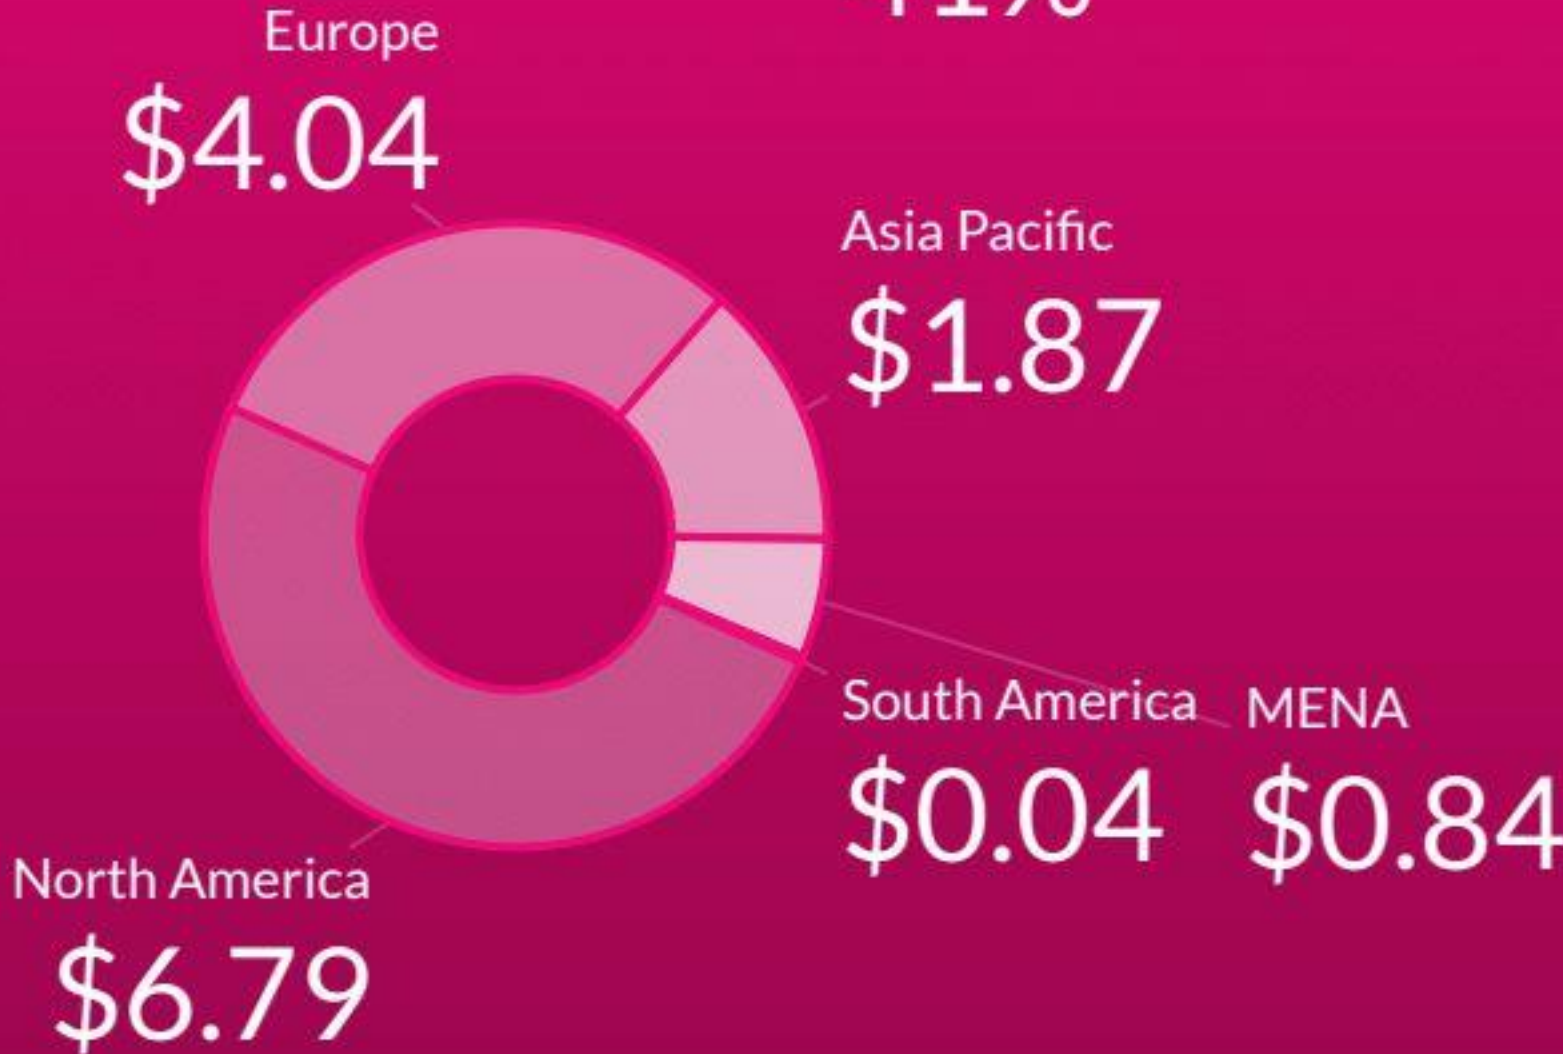 Europe
$4.04
Asia Pacific
$1.87
South America
$0.04
MENA
$0.84
North America
$6.79